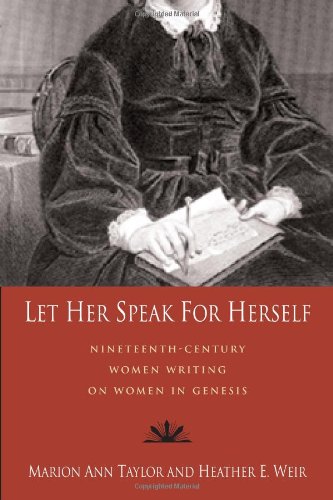 LET HER SPEAK FOR HERSELF
NINETEENTH-CENTURY
WOMEN WRITING
ON WOMEN IN GENESIS
MARION ANN TAYLOR AND HEATHER E. WEIR